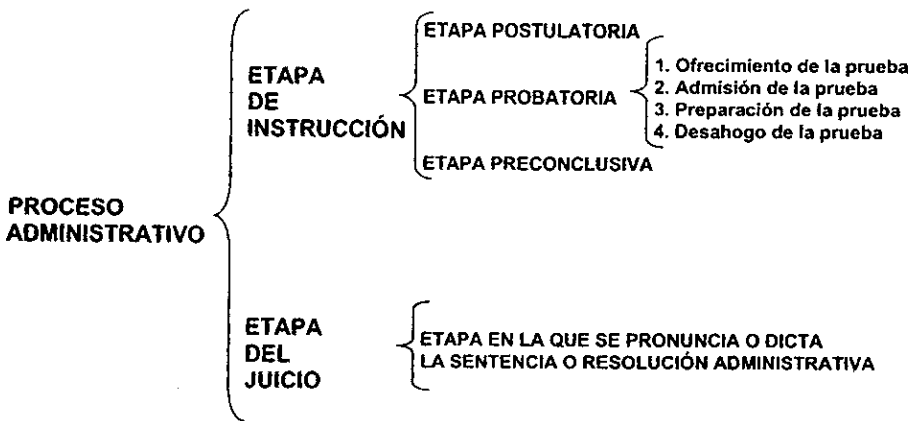 PROCESO
ADMINISTRATIVO
ETAPA
DE
INSTRUCCIÓN
ETAPA POSTULATORIA
ETAPA PROBATORIA
1. Ofrecimiento de la prueba
2. Admisión de la prueba
3. Preparación de la prueba
4. Desahogo de la prueba
ETAPA PRECONCLUSIVA
ETAPA
DEL
JUICIO
ETAPA EN LA QUE SE PRONUNCIA O DICTA
LA SENTENCIA O RESOLUCIÓN ADMINISTRATIVA